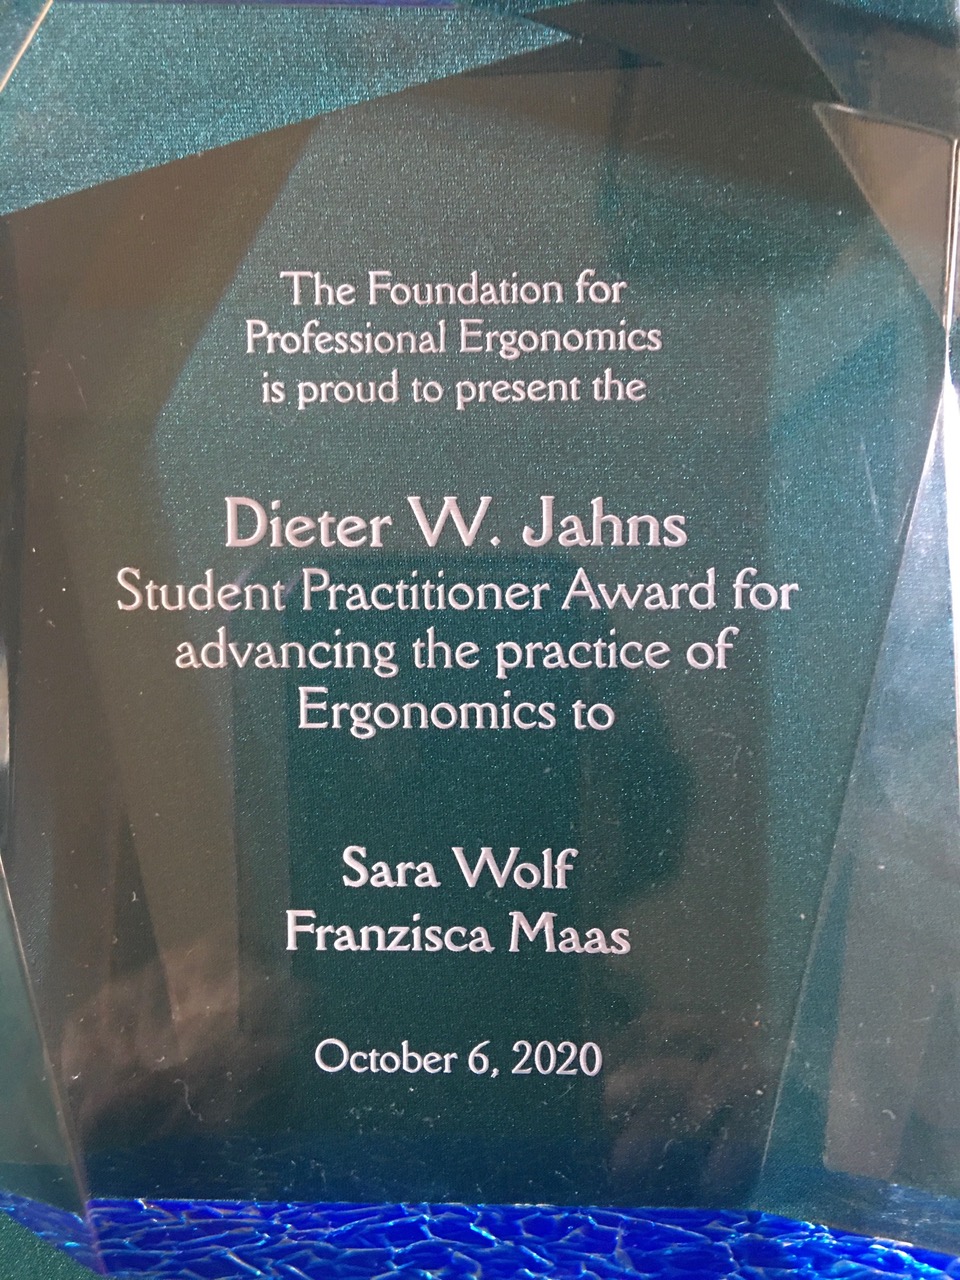 The Foundation for
Professional Ergonomics
is proud to present the
Dieter W. Jahns
Student Practitioner Award for
advancing the practice of
Ergonomics to
Sara Wolf
Franzisca Maas
October 6, 2020